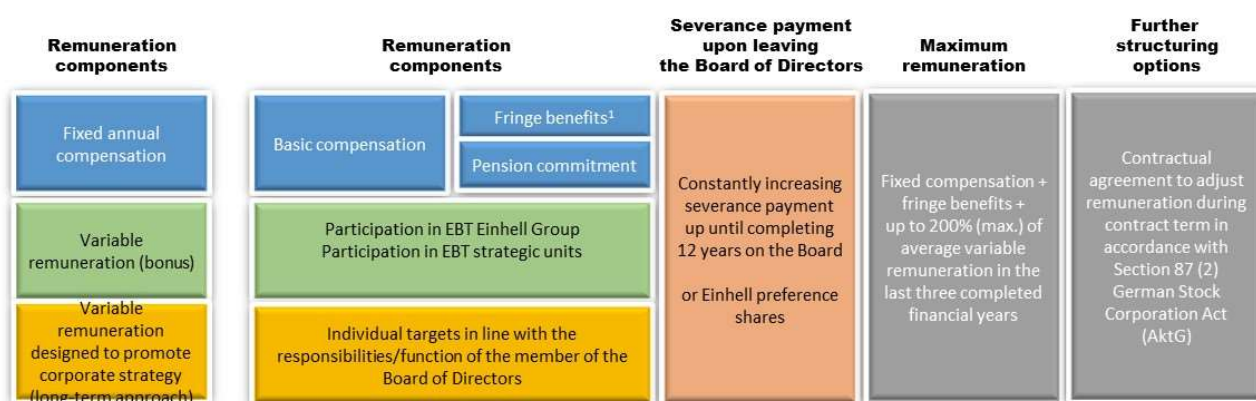 Remuneration
components
Remuneration
components
Severance payment
upon leaving
the Board of Directors
Maximum
remuneration
Further
structuring
options
Fixed annual
compensation
Basic compensation
Fringe benefits¹
Pension commitment
Variable
remuneration (bonus)
Participation in EBT Einhell Group
Participation in EBT strategic units
Variable
remuneration
designed to promote
corporate strategy
(long-term approach)
Individual targets in line with the
responsibilities/function of the member of the
Board of Directors
Constantly increasing
severance payment
up until completing
12 years on the Board
or Einhell preference
shares
Fixed compensation +
fringe benefits +
up to 200% (max.) of
average variable
remuneration in the
last three completed
financial years
Contractual
agreement to adjust
remuneration during
contract term in
accordance with
Section 87 (2)
German Stock
Corporation Act
(AktG)